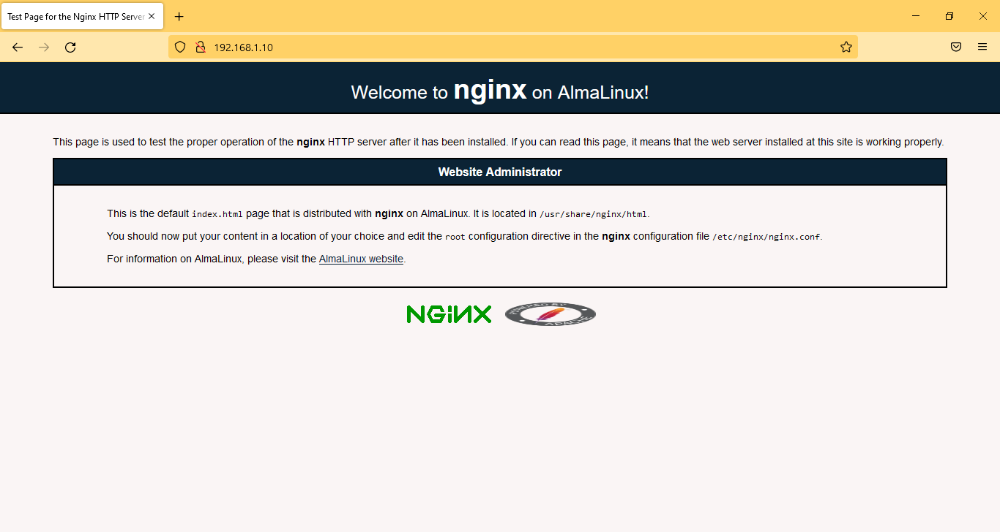 Test Page for the Nginx HTTP Server
192.168.1.10
Welcome to nginx on AlmaLinux!
This page is used to test the proper operation of the nginx HTTP server after it has been installed. If you can read this page, it means that the web server installed at this site is working properly.
Website Administrator
This is the default index.html page that is distributed with nginx on AlmaLinux. It is located in /usr/share/nginx/html.
You should now put your content in a location of your choice and edit the root configuration directive in the nginx configuration file /etc/nginx/nginx.conf.
For information on AlmaLinux, please visit the AlmaLinux website.
NGiNX
POWERED BY
APACHE